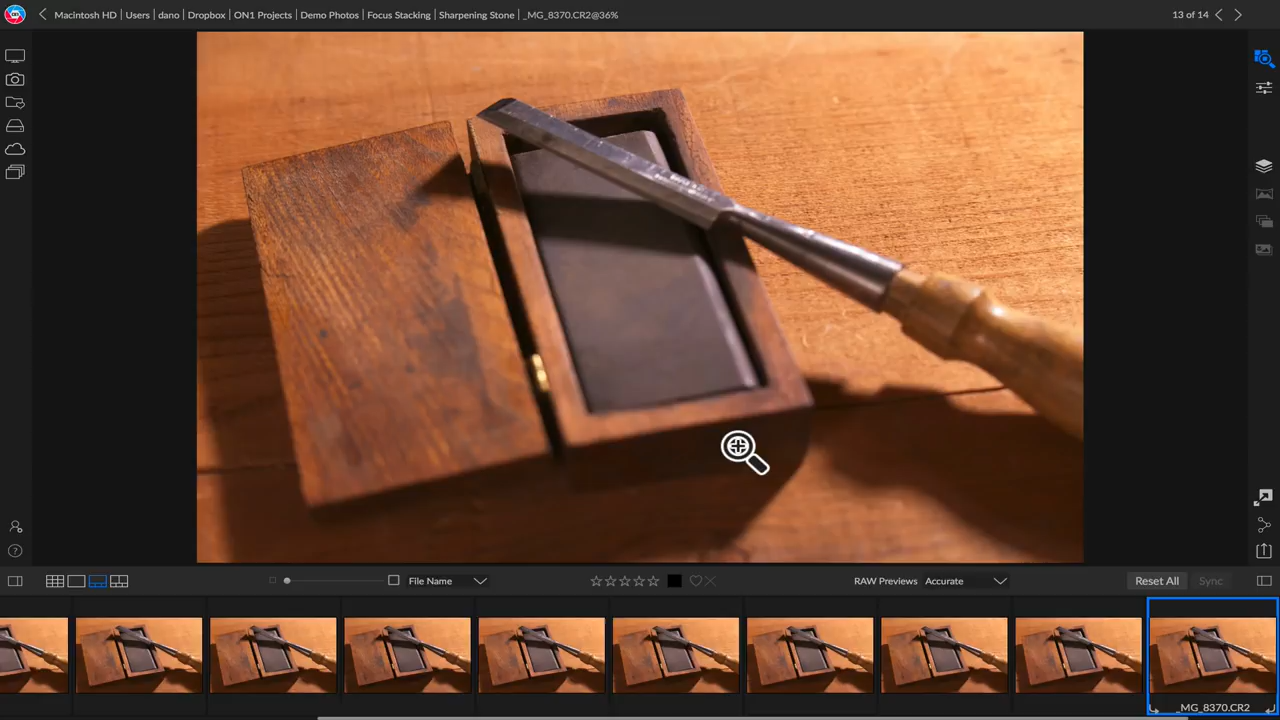 Macintosh HD | Users | dano | Dropbox | ON1 Projects | Demo Photos | Focus Stacking | Sharpening Stone | _MG_8370.CR2@36%
13 of 14
File Name
RAW Previews Accurate
Reset All
Sync
_MG_8370.CR2